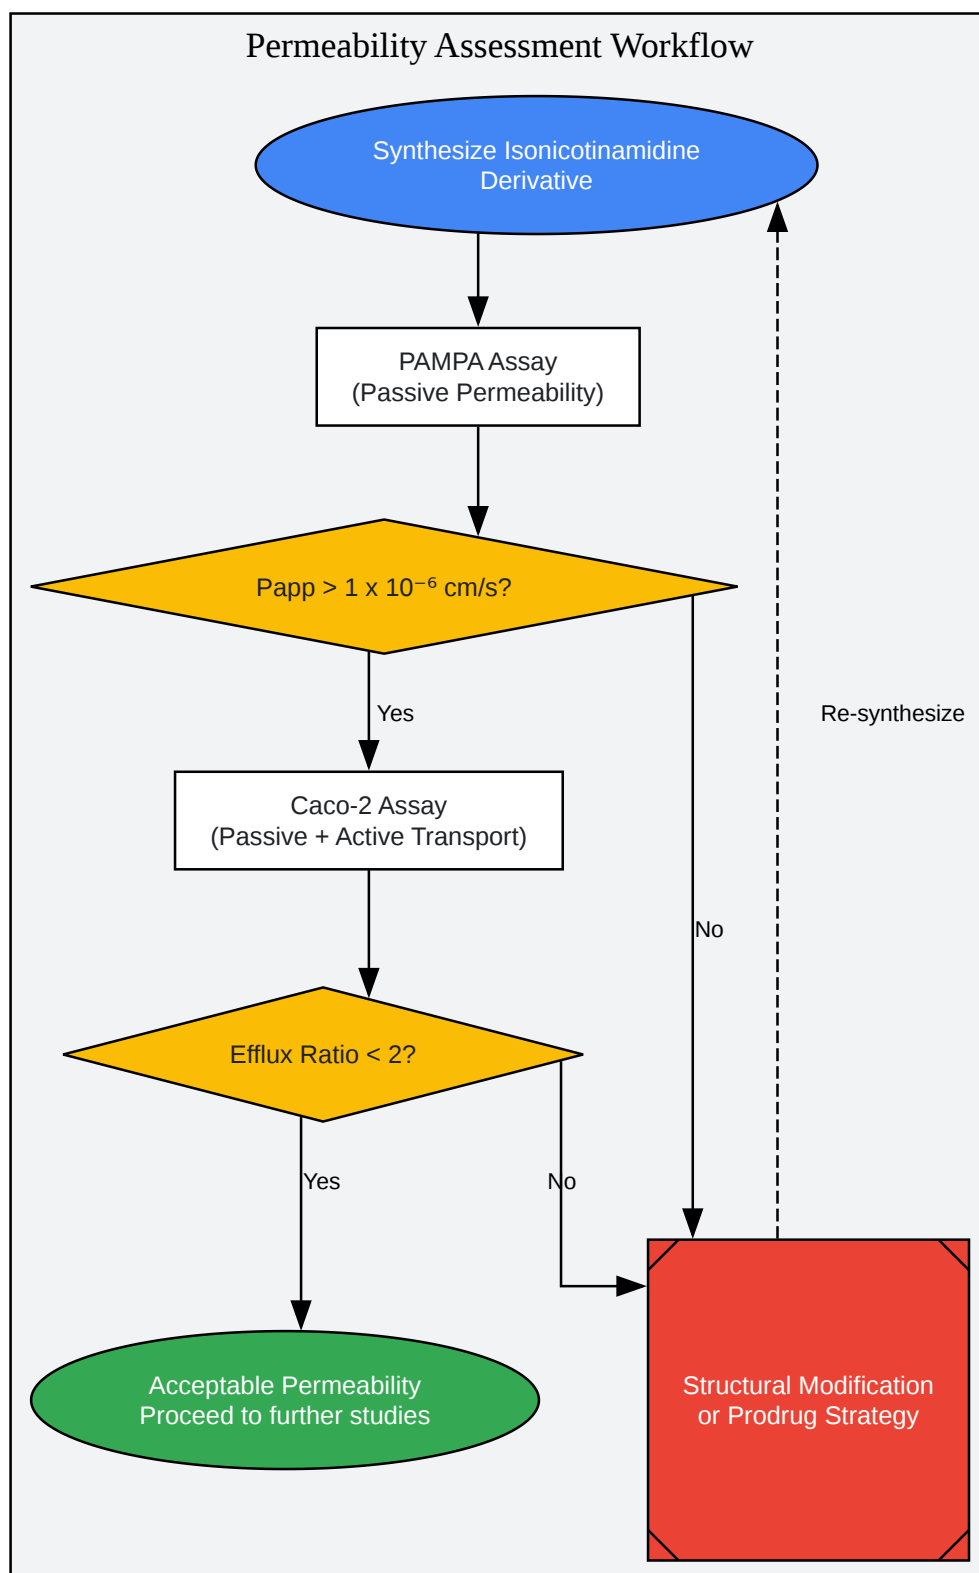 Permeability Assessment Workflow
Synthesize Isonicotinamidine
Derivative
PAMPA Assay
(Passive Permeability)
Papp > 1 x 10⁻⁶ cm/s?
Yes
Re-synthesize
Caco-2 Assay
(Passive + Active Transport)
No
Efflux Ratio < 2?
Yes
No
Acceptable Permeability
Proceed to further studies
Structural Modification
or Prodrug Strategy